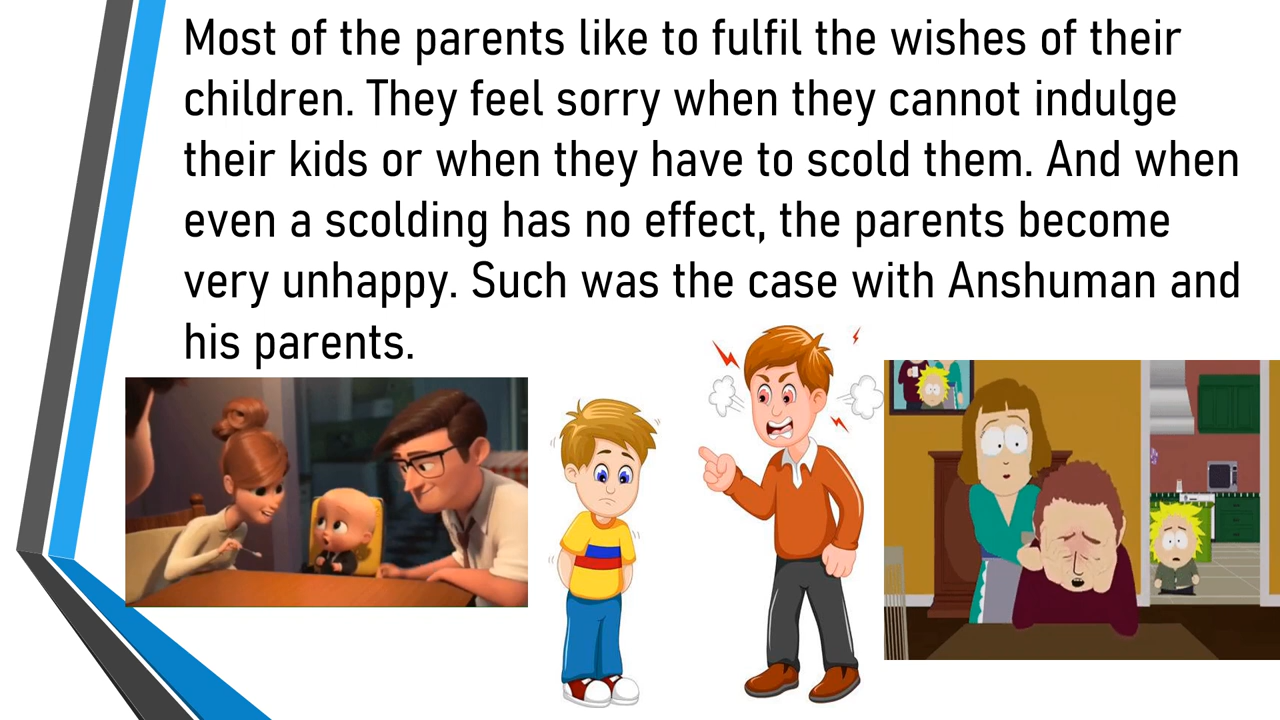 Most of the parents like to fulfil the wishes of their
children. They feel sorry when they cannot indulge
their kids or when they have to scold them. And when
even a scolding has no effect, the parents become
very unhappy. Such was the case with Anshuman and
his parents.